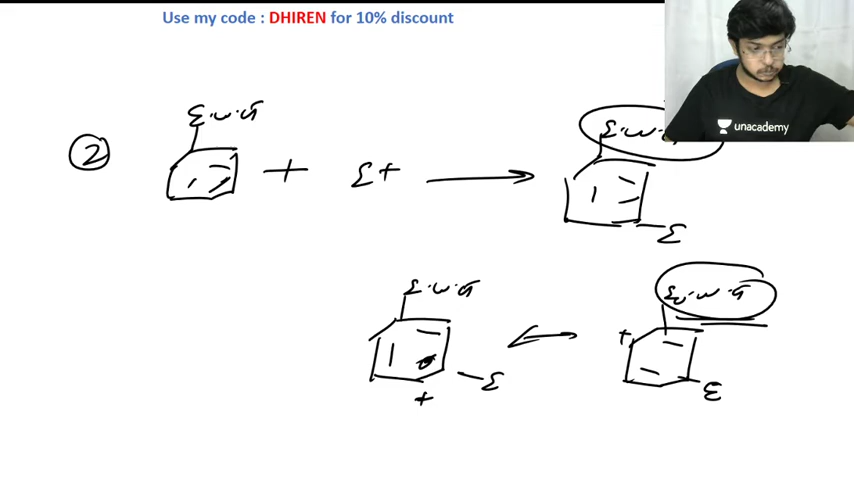 Use my code : DHIREN for 10% discount
unacademy
E·W·G
E·W·
2
+ E+
E
E·W·G
E·W·G
+
E
+
E